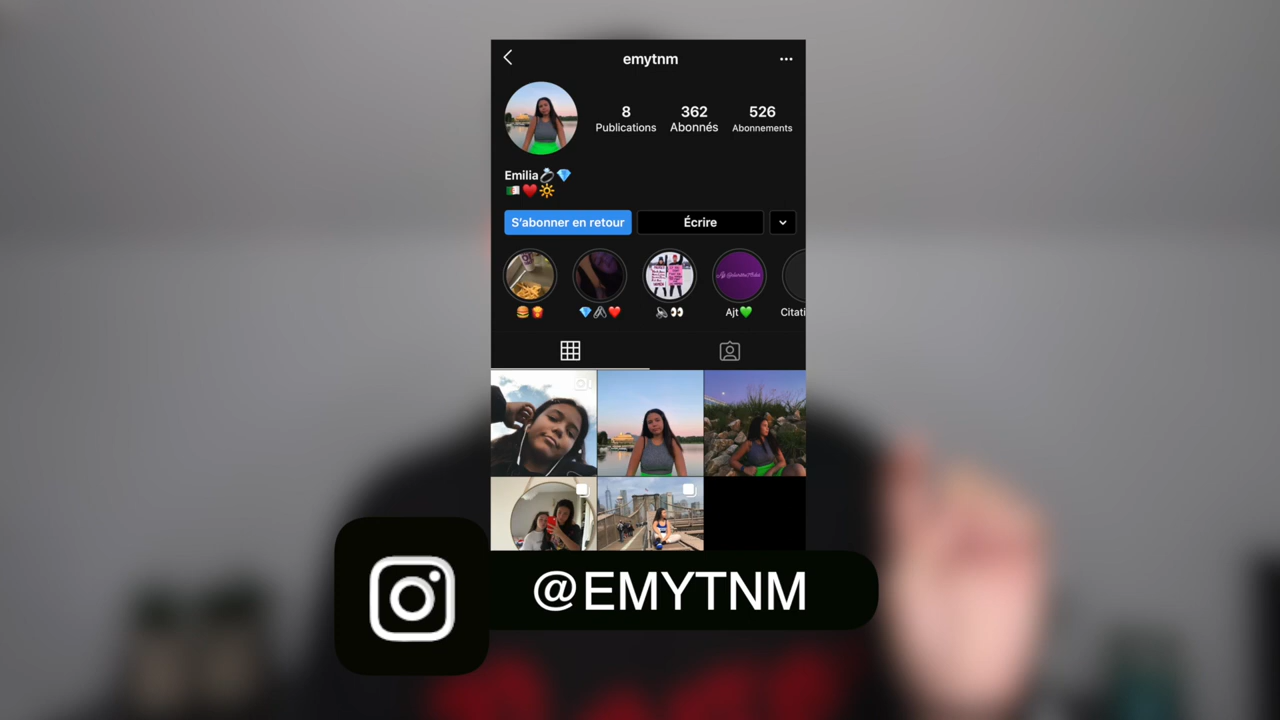 emytnm
8
362
526
Publications
Abonnés
Abonnements
Emilia💍💎
🇩🇿❤️☀️
S'abonner en retour
Écrire
Ajt💚
Citati
@EMYTNM